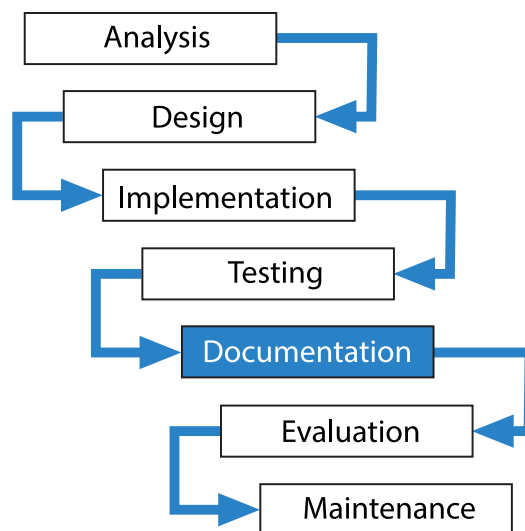 Analysis
Design
Implementation
Testing
Documentation
Evaluation
Maintenance